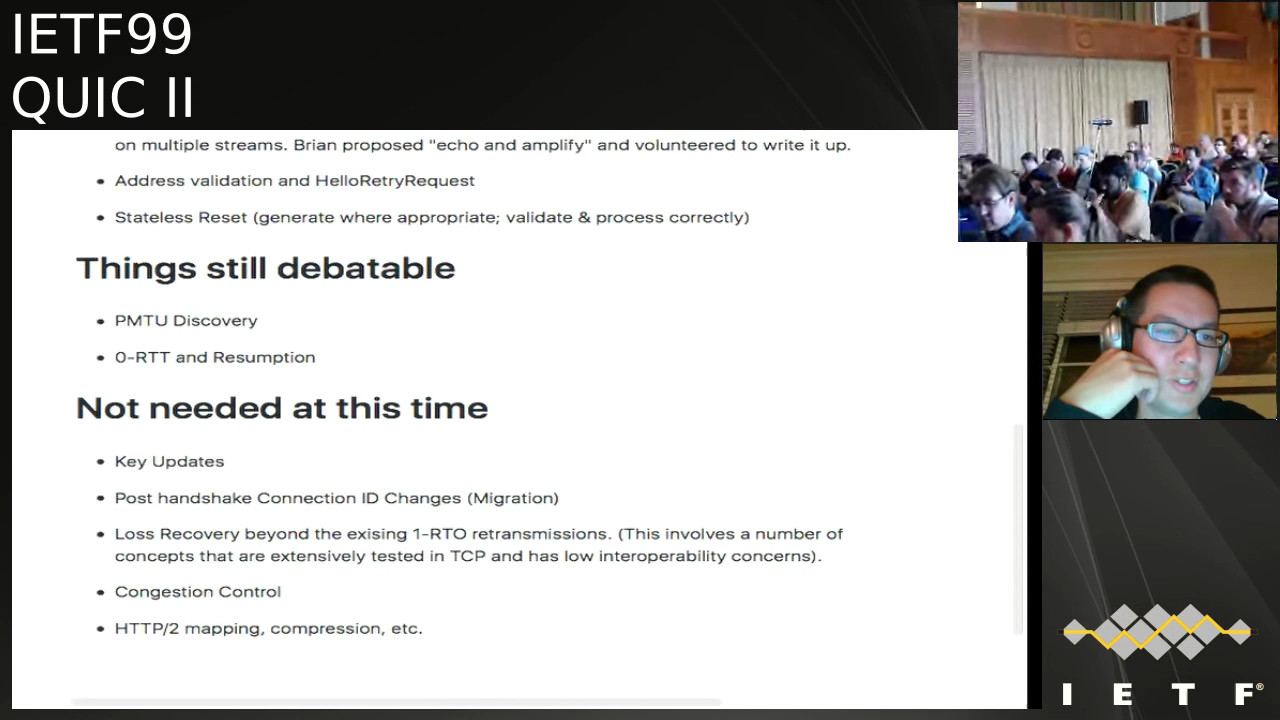 IETF99
QUIC II
on multiple streams. Brian proposed "echo and amplify" and volunteered to write it up.
• Address validation and HelloRetryRequest
• Stateless Reset (generate where appropriate; validate & process correctly)
Things still debatable
• PMTU Discovery
• 0-RTT and Resumption
Not needed at this time
• Key Updates
• Post handshake Connection ID Changes (Migration)
• Loss Recovery beyond the exising 1-RTO retransmissions. (This involves a number of
concepts that are extensively tested in TCP and has low interoperability concerns).
• Congestion Control
• HTTP/2 mapping, compression, etc.
I E T F®